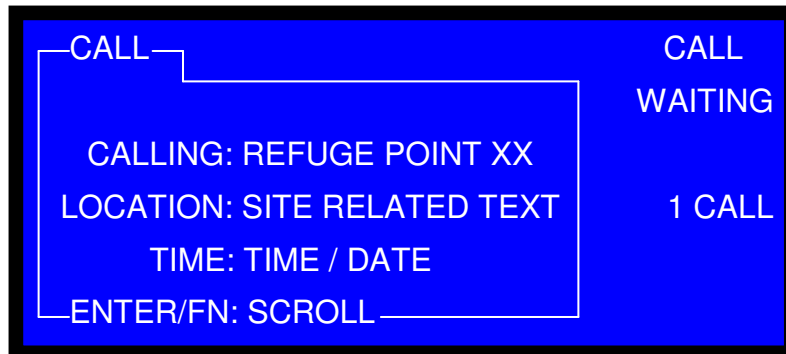 CALL
CALL
WAITING
CALLING: REFUGE POINT XX
LOCATION: SITE RELATED TEXT
1 CALL
TIME: TIME / DATE
ENTER/FN: SCROLL